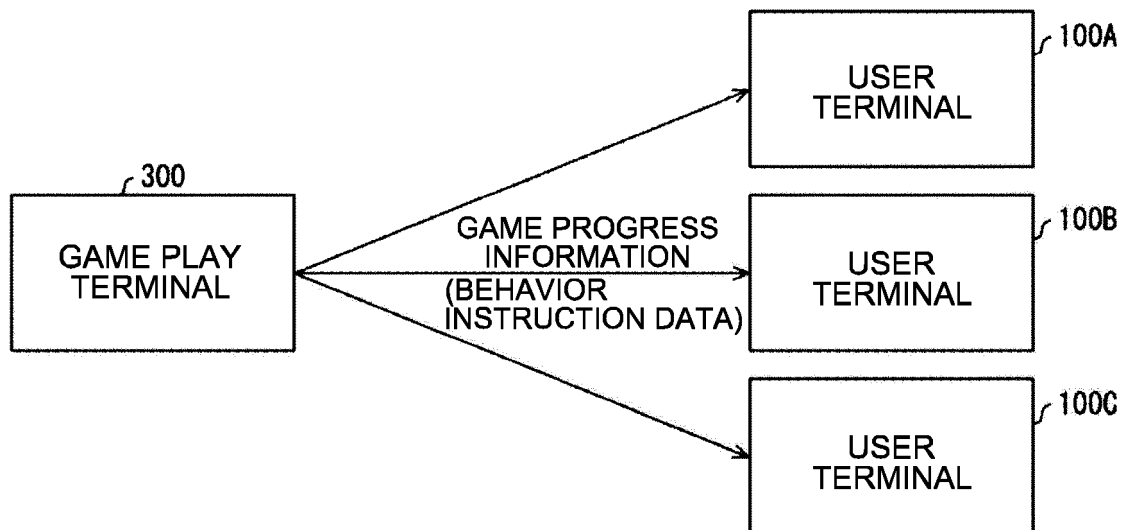 100A
USER
TERMINAL
300
GAME PLAY
TERMINAL
GAME PROGRESS
INFORMATION
(BEHAVIOR
INSTRUCTION DATA)
100B
USER
TERMINAL
100C
USER
TERMINAL